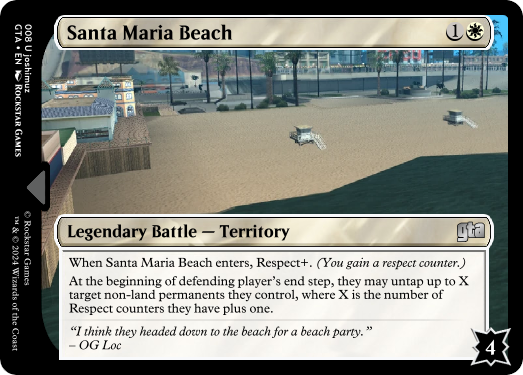 Santa Maria Beach
1
Legendary Battle — Territory
gta
When Santa Maria Beach enters, Respect+. (You gain a respect counter.)
At the beginning of defending player's end step, they may untap up to X
target non-land permanents they control, where X is the number of
Respect counters they have plus one.
"I think they headed down to the beach for a beach party."
– OG Loc
4
008 U joshimuz
GTA • EN Rockstar Games
© Rockstar Games
™ & © 2024 Wizards of the Coast